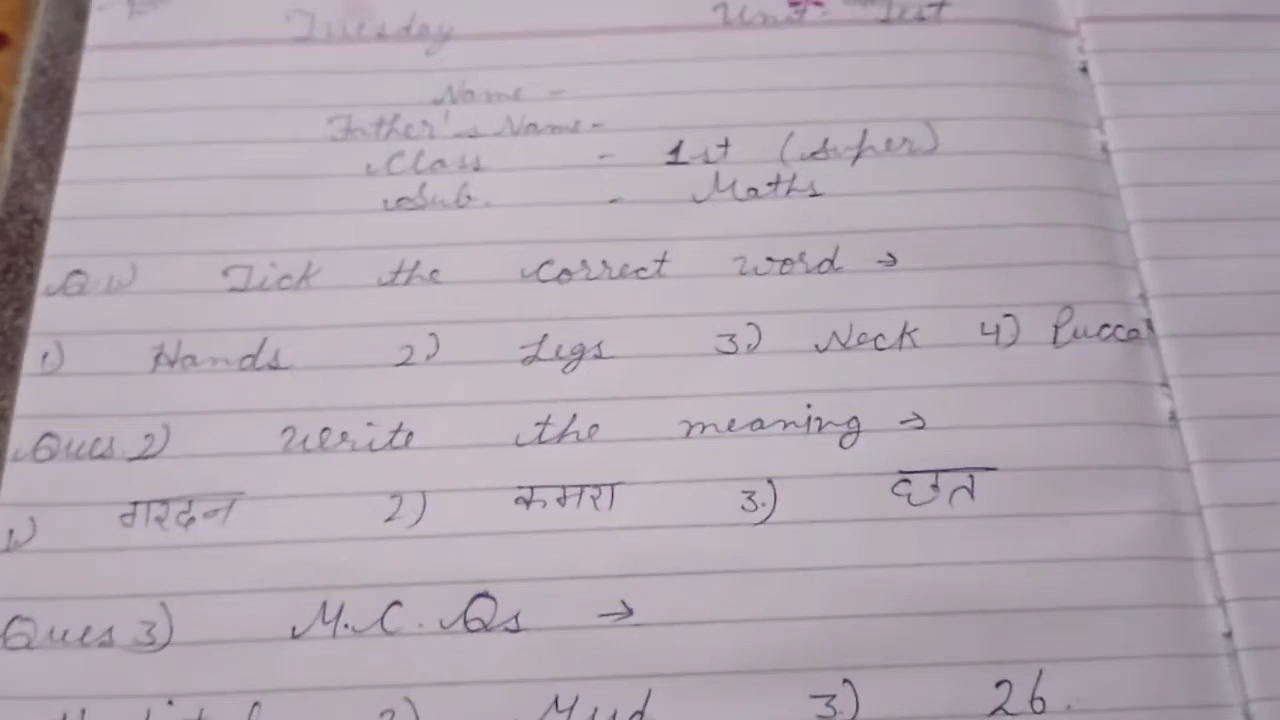 Tuesday Unit-Test
Name -
Father's Name -
Class - 1st (super)
Sub. - Maths
Q.1) Tick the correct word →
1) Hands 2) Legs 3.) Neck 4) Pucca
Ques.2) Write the meaning →
1) गरदन 2) कमरा 3.) छत
Ques 3) M.C.Qs →
2) Mud 3.) 26.